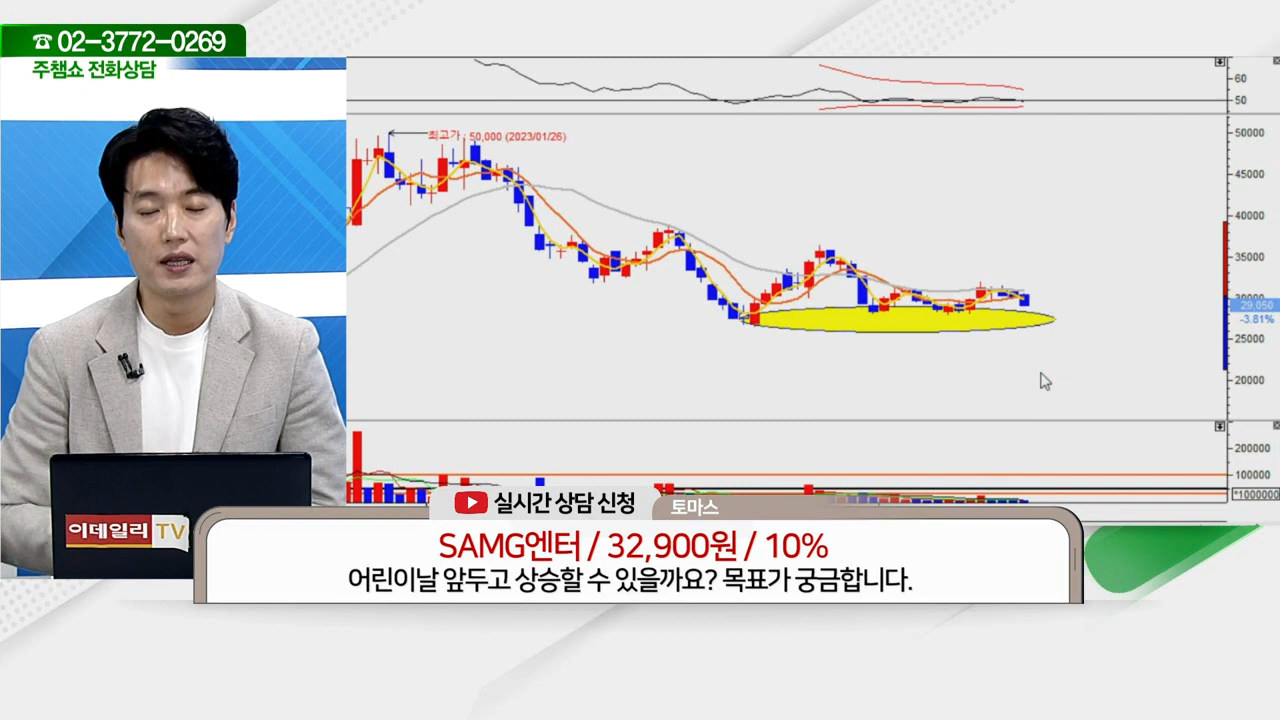 ☎ 02-3772-0269
주챔쇼 전화상담
60
50
최고가 : 50,000 (2023/01/26)
50000
45000
40000
35000
30000
29,050
-3.81%
25000
20000
200000
100000
*1000000
이데일리 TV
실시간 상담 신청
토마스
SAMG엔터 / 32,900원 / 10%
어린이날 앞두고 상승할 수 있을까요? 목표가 궁금합니다.